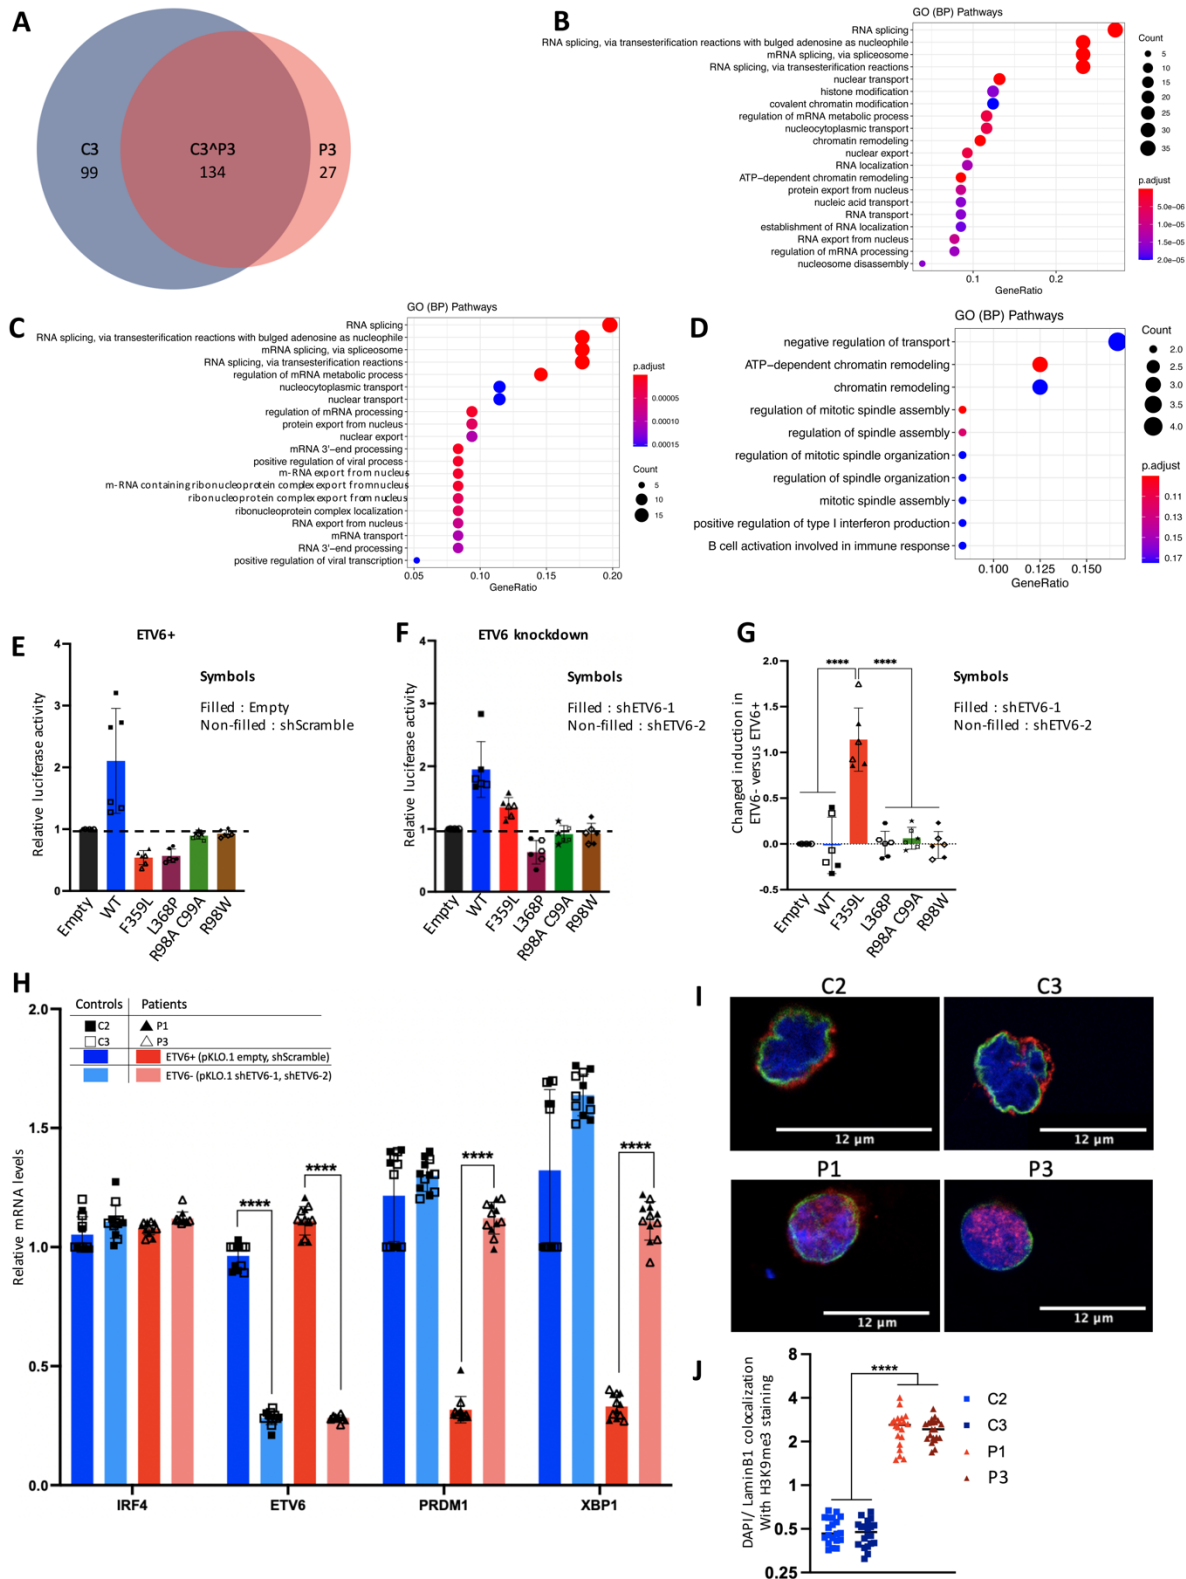 A
C3
99
C3^P3
134
P3
27
B
GO (BP) Pathways
RNA splicing
RNA splicing, via transesterification reactions with bulged adenosine as nucleophile
mRNA splicing, via spliceosome
RNA splicing, via transesterification reactions
nuclear transport
histone modification
covalent chromatin modification
regulation of mRNA metabolic process
nucleocytoplasmic transport
chromatin remodeling
nuclear export
RNA localization
ATP-dependent chromatin remodeling
protein export from nucleus
nucleic acid transport
RNA transport
establishment of RNA localization
RNA export from nucleus
regulation of mRNA processing
nucleosome disassembly
0.1
0.2
GeneRatio
Count
5
10
15
20
25
30
35
p.adjust
5.0e-06
1.0e-05
1.5e-05
2.0e-05
C
GO (BP) Pathways
RNA splicing
RNA splicing, via transesterification reactions with bulged adenosine as nucleophile
mRNA splicing, via spliceosome
RNA splicing, via transesterification reactions
regulation of mRNA metabolic process
nucleocytoplasmic transport
nuclear transport
regulation of mRNA processing
protein export from nucleus
nuclear export
mRNA 3'-end processing
positive regulation of viral process
m-RNA export from nucleus
m-RNA containing ribonucleoprotein complex export from nucleus
ribonucleoprotein complex export from nucleus
ribonucleoprotein complex localization
RNA export from nucleus
mRNA transport
RNA 3'-end processing
positive regulation of viral transcription
0.05
0.10
0.15
0.20
GeneRatio
p.adjust
0.00005
0.00010
0.00015
Count
5
10
15
D
GO (BP) Pathways
negative regulation of transport
ATP-dependent chromatin remodeling
chromatin remodeling
regulation of mitotic spindle assembly
regulation of spindle assembly
regulation of mitotic spindle organization
regulation of spindle organization
mitotic spindle assembly
positive regulation of type I interferon production
B cell activation involved in immune response
0.100
0.125
0.150
GeneRatio
Count
2.0
2.5
3.0
3.5
4.0
p.adjust
0.11
0.13
0.15
0.17
E
ETV6+
Relative luciferase activity
4
3
2
1
0
Symbols
Filled : Empty
Non-filled : shScramble
Empty
WT
F359L
L368P
R98A C99A
R98W
F
ETV6 knockdown
Relative luciferase activity
4
3
2
1
0
Symbols
Filled : shETV6-1
Non-filled : shETV6-2
Empty
WT
F359L
L368P
R98A C99A
R98W
G
Changed induction in
ETV6- versus ETV6+
2.0
1.5
1.0
0.5
0.0
-0.5
****
****
Symbols
Filled : shETV6-1
Non-filled : shETV6-2
Empty
WT
F359L
L368P
R98A C99A
R98W
H
Relative mRNA levels
2.0
1.5
1.0
0.5
0.0
Controls
Patients
C2
P1
C3
P3
ETV6+ (pKLO.1 empty, shScramble)
ETV6- (pKLO.1 shETV6-1, shETV6-2)
****
****
****
****
IRF4
ETV6
PRDM1
XBP1
I
C2
C3
12 µm
12 µm
P1
P3
12 µm
12 µm
J
DAPI/ LaminB1 colocalization
With H3K9me3 staining
8
4
2
1
0.5
0.25
****
C2
C3
P1
P3